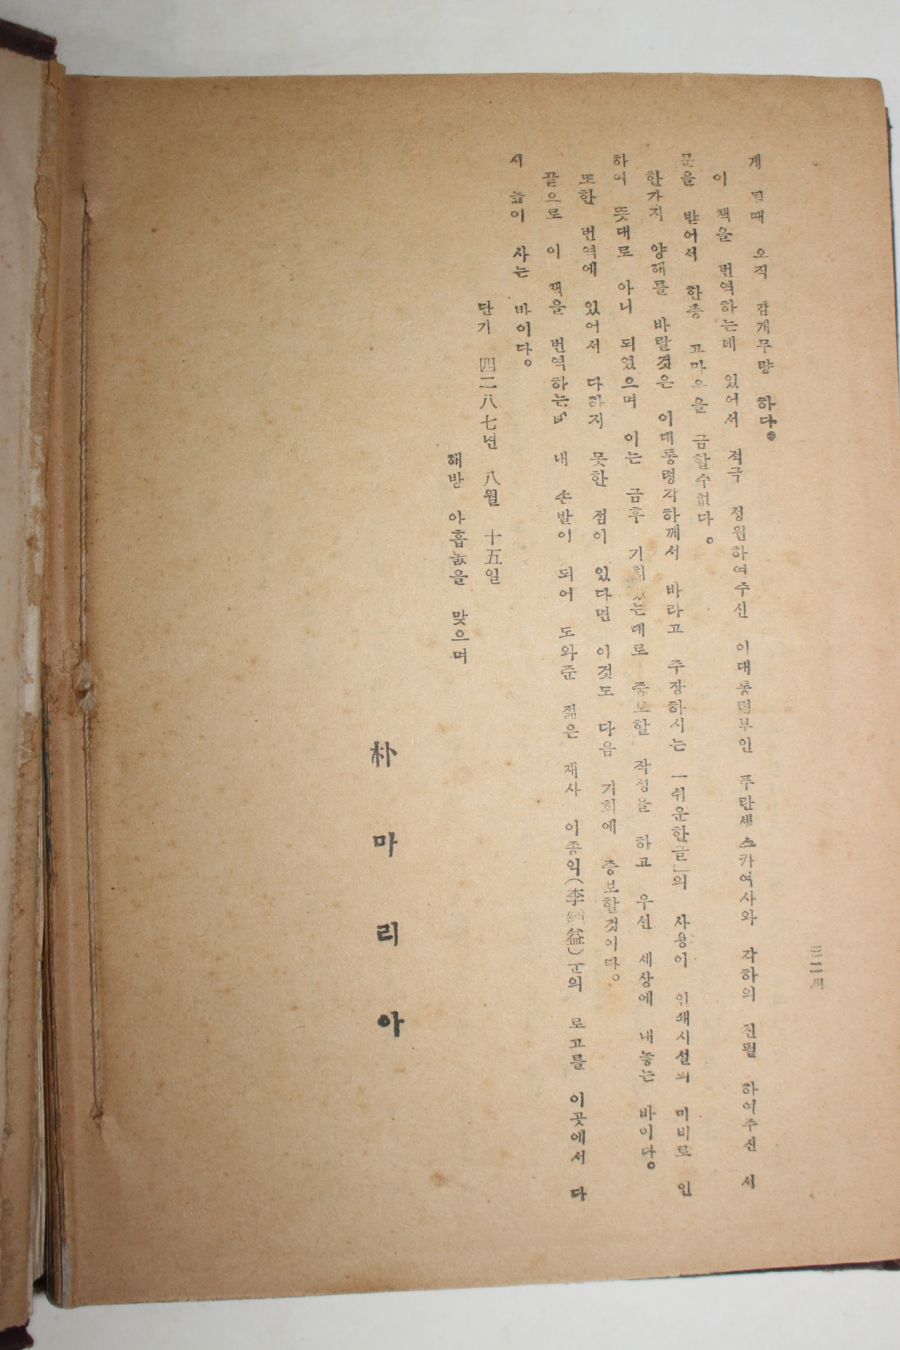 게 될때 오직 감개무량 하다。
이 책을 번역하는데 있어서 적극 정원하여주신 이대통령부인 푸란세스카여사와 각하의 친필 하여주신 서
문을 받어서 한층 고마으을 금할수없다。
한가지 양해를 바랄것은 이대통령각하께서 바라고 주장하시는 「쉬운한글」의 사용이 인쇄시설의 미비로 인
하여 뜻대로 아니 되였으며 이는 금후 기회 있는대로 증보할 작성을 하고 우선 세상에 내놓는 바이다。
또한 번역에 있어서 다하지 못한 점이 있다면 이것도 다음 기회에 증보할것이다。
끝으로 이 책을 번역하는데 내 손발이 되어 도와준 젊은 재사 이종익(李 益)군의 로고를 이곳에서 다
시 높이 사는 바이다。
단기 四二八七년 八월 十五일
해방 아홉돐을 맞으며
朴마리아